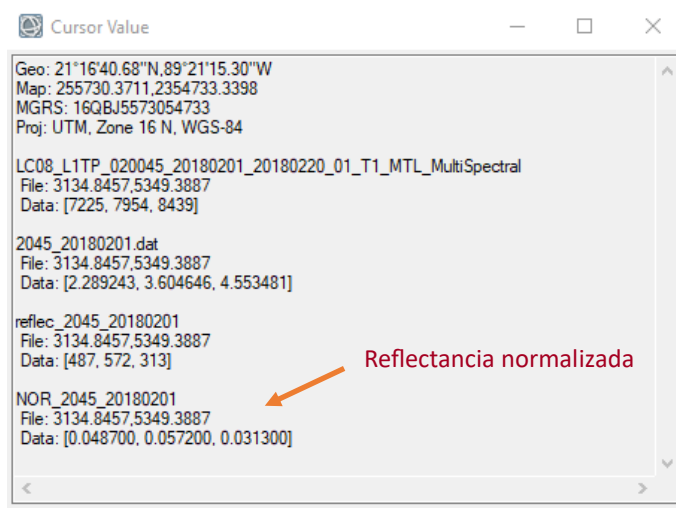 Cursor Value
Geo: 21°16'40.68"N,89°21'15.30"W
Map: 255730.3711,2354733.3398
MGRS: 16QBJ5573054733
Proj: UTM, Zone 16 N, WGS-84
LC08_L1TP_020045_20180201_20180220_01_T1_MTL_MultiSpectral
File: 3134.8457,5349.3887
Data: [7225, 7954, 8439]
2045_20180201.dat
File: 3134.8457,5349.3887
Data: [2.289243, 3.604646, 4.553481]
reflec_2045_20180201
File: 3134.8457,5349.3887
Data: [487, 572, 313]
Reflectancia normalizada
NOR_2045_20180201
File: 3134.8457,5349.3887
Data: [0.048700, 0.057200, 0.031300]